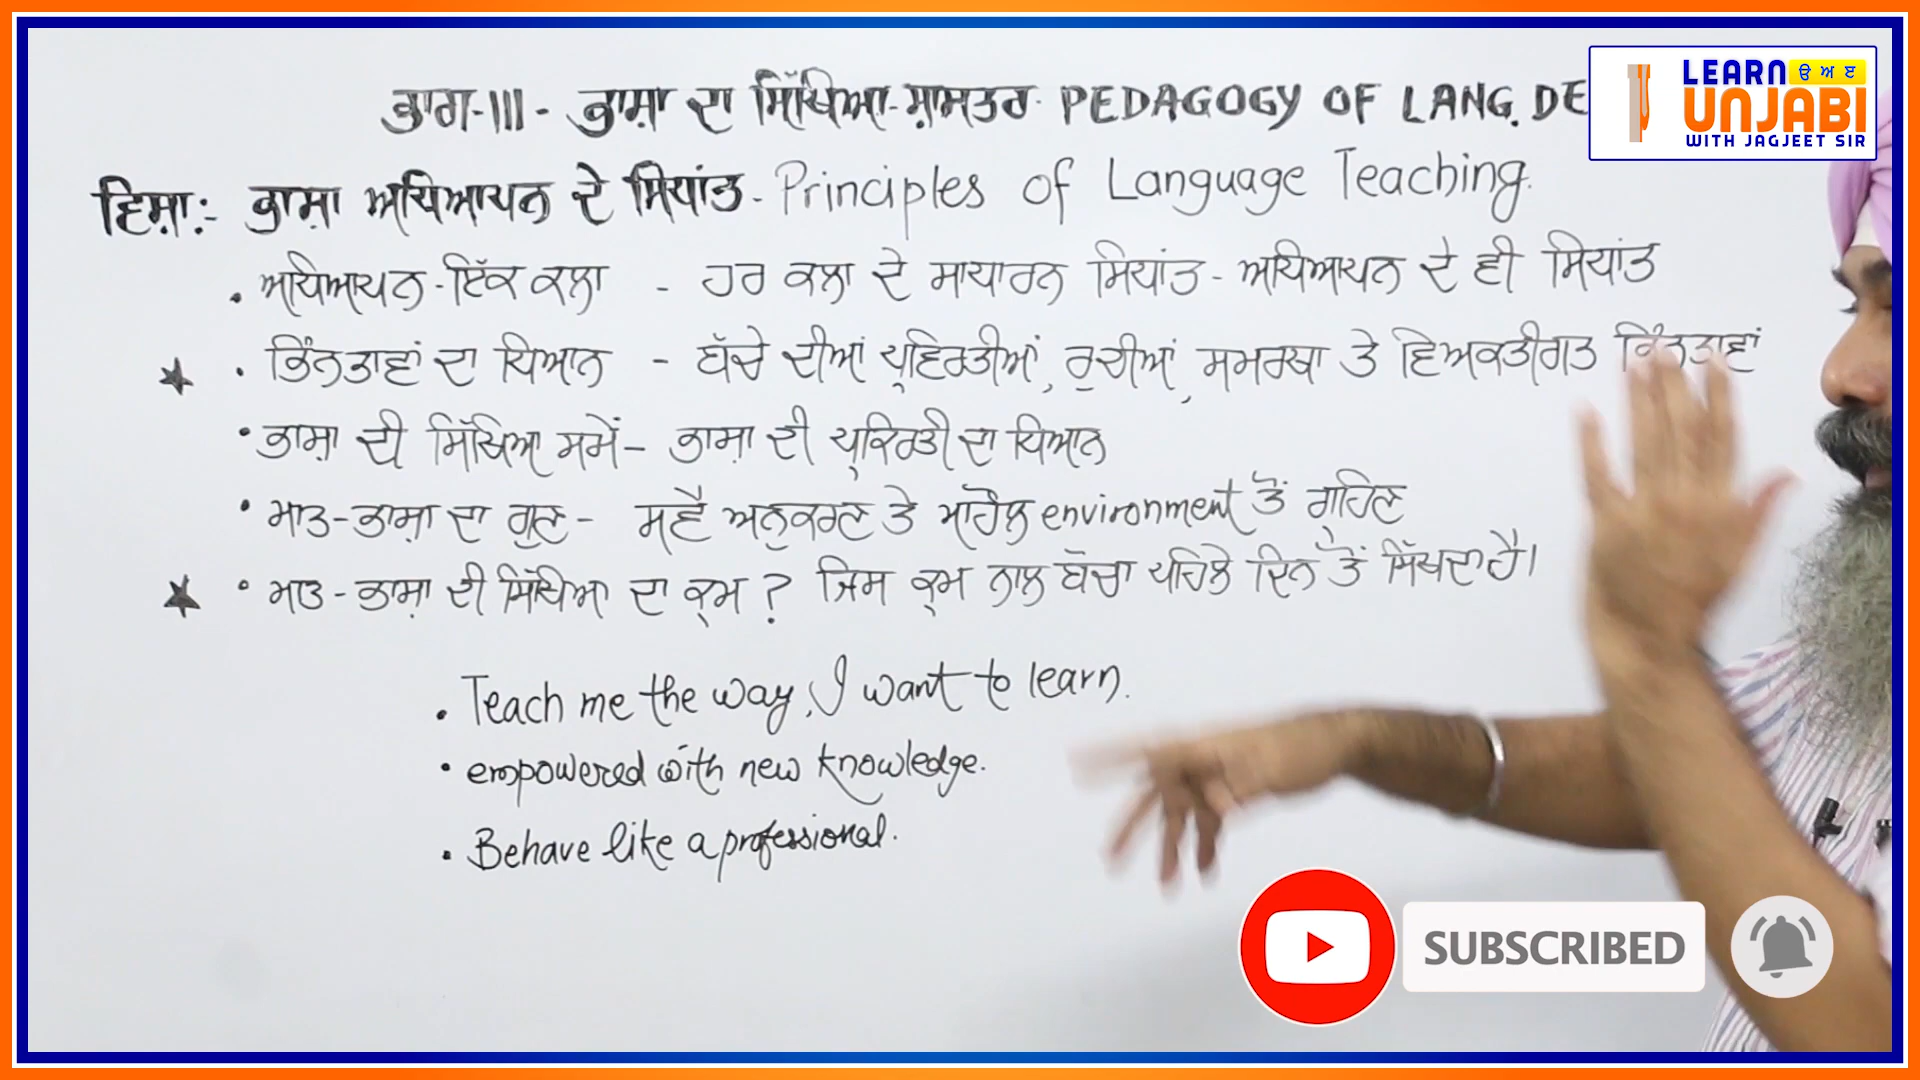 ਭਾਗ-III - ਭਾਸ਼ਾ ਦਾ ਸਿੱਖਿਆ-ਸ਼ਾਸਤਰ. PEDAGOGY OF LANG. DE
LEARN ੳ ਅ ੲ
UNJABI
WITH JAGJEET SIR
ਵਿਸ਼ਾ:- ਭਾਸ਼ਾ ਅਧਿਆਪਨ ਦੇ ਸਿਧਾਂਤ - Principles of Language Teaching.
• ਅਧਿਆਪਨ - ਇੱਕ ਕਲਾ - ਹਰ ਕਲਾ ਦੇ ਸਾਧਾਰਨ ਸਿਧਾਂਤ - ਅਧਿਆਪਨ ਦੇ ਵੀ ਸਿਧਾਂਤ
★ • ਭਿੰਨਤਾਵਾਂ ਦਾ ਧਿਆਨ - ਬੱਚੇ ਦੀਆਂ ਪ੍ਰਵਿਰਤੀਆਂ, ਰੁਚੀਆਂ, ਸਮਰਥਾ ਤੇ ਵਿਅਕਤੀਗਤ ਭਿੰਨਤਾਵਾਂ
• ਭਾਸ਼ਾ ਦੀ ਸਿੱਖਿਆ ਸਮੇਂ - ਭਾਸ਼ਾ ਦੀ ਪ੍ਰਕਿਰਤੀ ਦਾ ਧਿਆਨ
• ਮਾਤ-ਭਾਸ਼ਾ ਦਾ ਗੁਣ - ਸਵੈ ਅਨੁਕਰਣ ਤੇ ਮਾਹੌਲ environment ਤੋਂ ਗ੍ਰਹਿਣ
★ • ਮਾਤ-ਭਾਸ਼ਾ ਦੀ ਸਿੱਖਿਆ ਦਾ ਕ੍ਰਮ ? ਜਿਸ ਕ੍ਰਮ ਨਾਲ ਬੱਚਾ ਪਹਿਲੇ ਦਿਨ ਤੋਂ ਸਿੱਖਦਾ ਹੈ।
• Teach me the way, I want to learn.
• empowered with new knowledge.
• Behave like a professional.
SUBSCRIBED